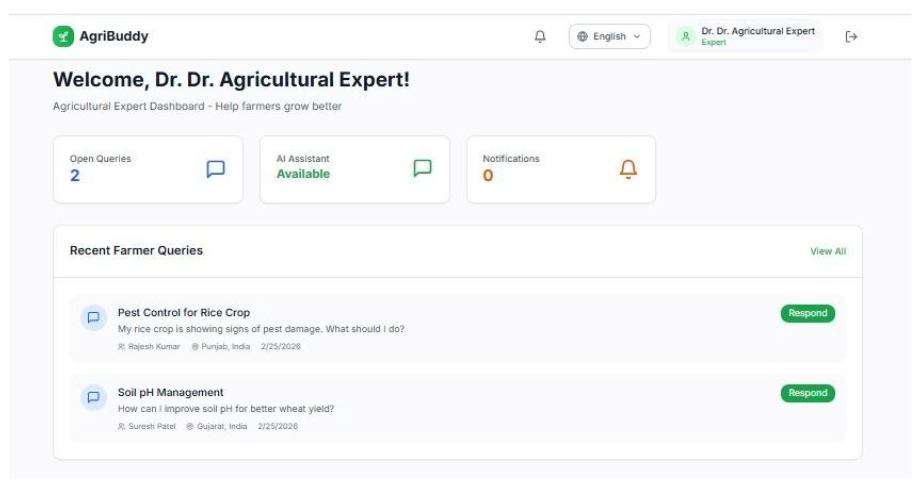 AgriBuddy
English
Dr. Dr. Agricultural Expert
Expert
Welcome, Dr. Dr. Agricultural Expert!
Agricultural Expert Dashboard - Help farmers grow better
Open Queries
2
AI Assistant
Available
Notifications
0
Recent Farmer Queries
View All
Pest Control for Rice Crop
Respond
My rice crop is showing signs of pest damage. What should I do?
Rajesh Kumar Punjab, India 2/25/2026
Soil pH Management
Respond
How can I improve soil pH for better wheat yield?
Suresh Patel Gujarat, India 2/25/2026